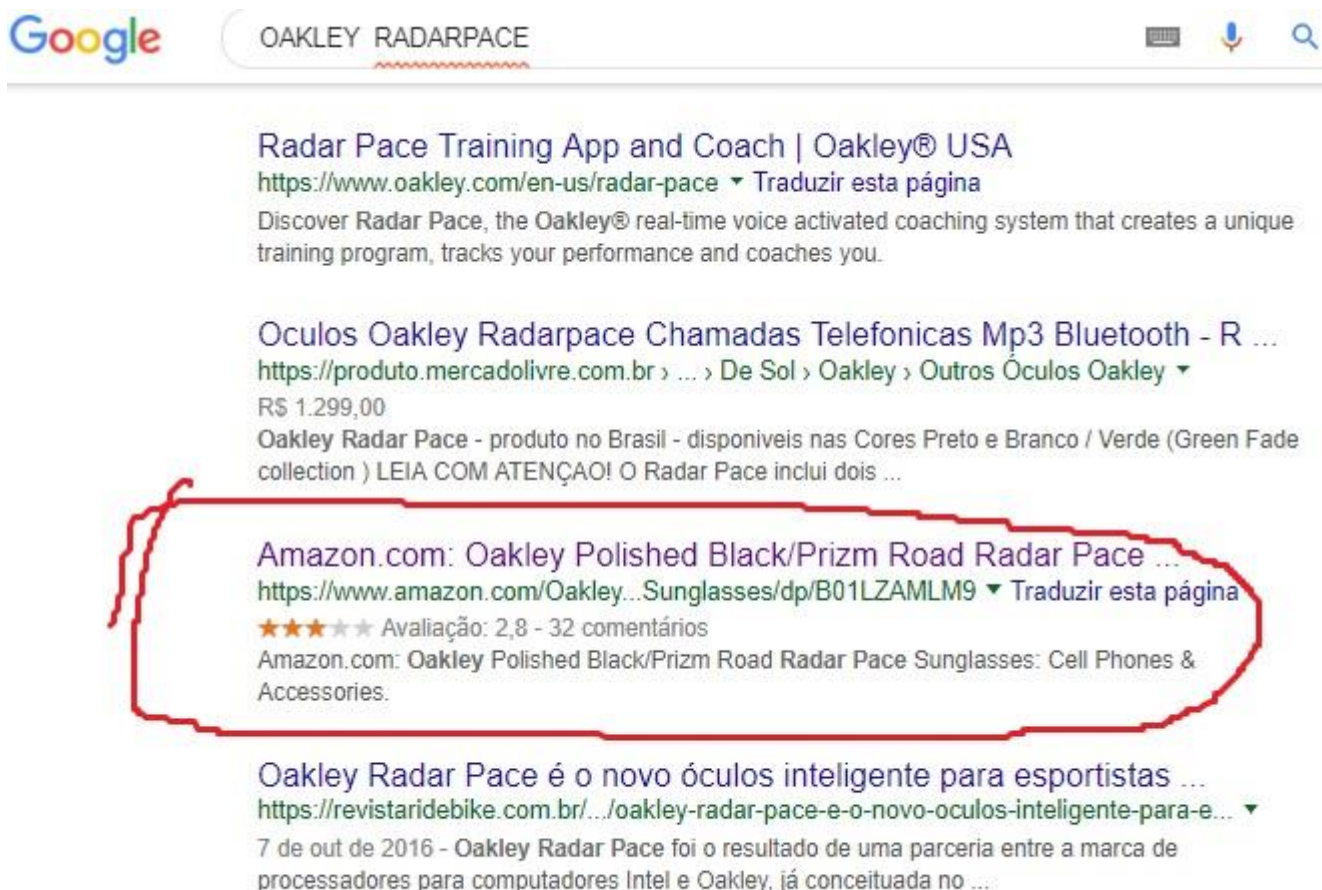 Google OAKLEY RADARPACE
Radar Pace Training App and Coach | Oakley® USA
https://www.oakley.com/en-us/radar-pace ▾ Traduzir esta página
Discover Radar Pace, the Oakley® real-time voice activated coaching system that creates a unique
training program, tracks your performance and coaches you.
Oculos Oakley Radarpace Chamadas Telefonicas Mp3 Bluetooth - R ...
https://produto.mercadolivre.com.br › ... › De Sol › Oakley › Outros Óculos Oakley ▾
R$ 1.299,00
Oakley Radar Pace - produto no Brasil - disponiveis nas Cores Preto e Branco / Verde (Green Fade
collection ) LEIA COM ATENÇAO! O Radar Pace inclui dois ...
Amazon.com: Oakley Polished Black/Prizm Road Radar Pace ...
https://www.amazon.com/Oakley...Sunglasses/dp/B01LZAMLM9 ▾ Traduzir esta página
Avaliação: 2,8 - 32 comentários
Amazon.com: Oakley Polished Black/Prizm Road Radar Pace Sunglasses: Cell Phones &
Accessories.
Oakley Radar Pace é o novo óculos inteligente para esportistas ...
https://revistaridebike.com.br/.../oakley-radar-pace-e-o-novo-oculos-inteligente-para-e... ▾
7 de out de 2016 - Oakley Radar Pace foi o resultado de uma parceria entre a marca de
processadores para computadores Intel e Oakley, já conceituada no ...